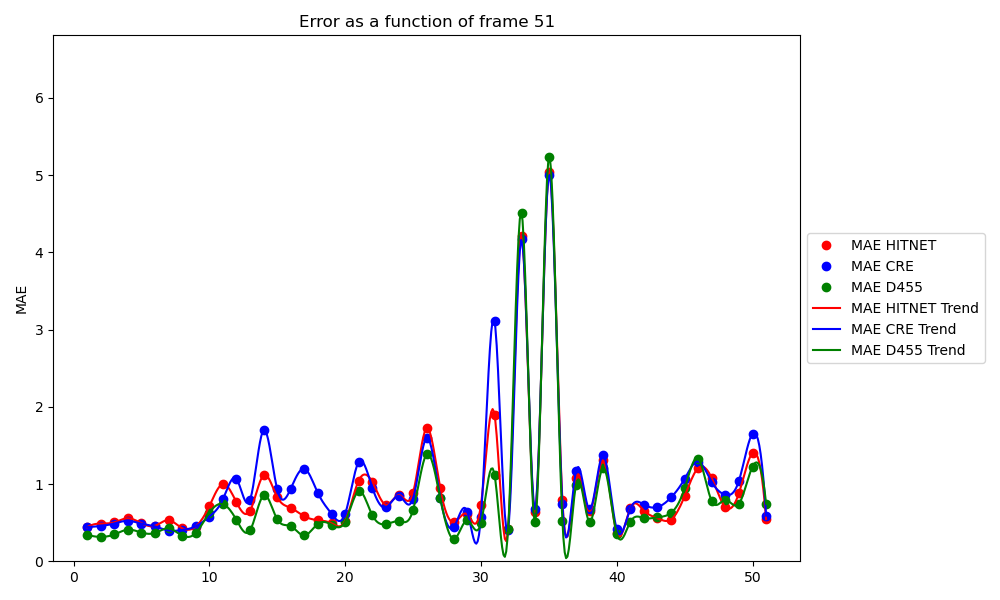 Error as a function of frame 51
MAE
6
5
4
3
2
1
0
0 10 20 30 40 50
MAE HITNET
MAE CRE
MAE D455
MAE HITNET Trend
MAE CRE Trend
MAE D455 Trend